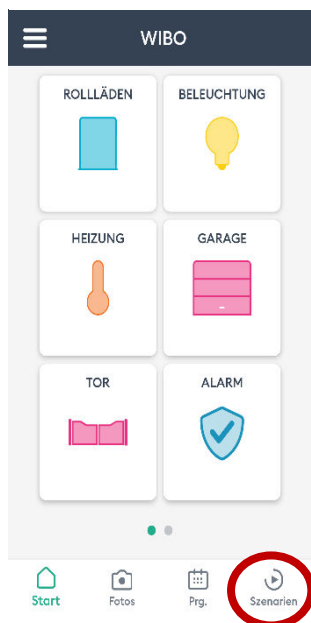 WIBO
ROLLLÄDEN BELEUCHTUNG
HEIZUNG GARAGE
TOR ALARM
Start Fotos Prg. Szenarien